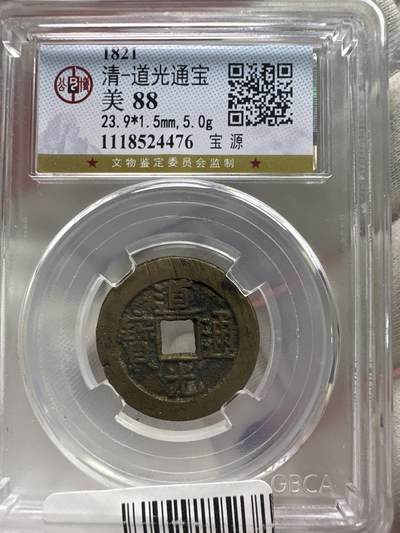 1821
清-道光通宝
美 88
23.9*1.5mm,5.0g
1118524476 宝 源
★ 文物鉴定委员会监制 ★
道
寳 通
光
GBCA